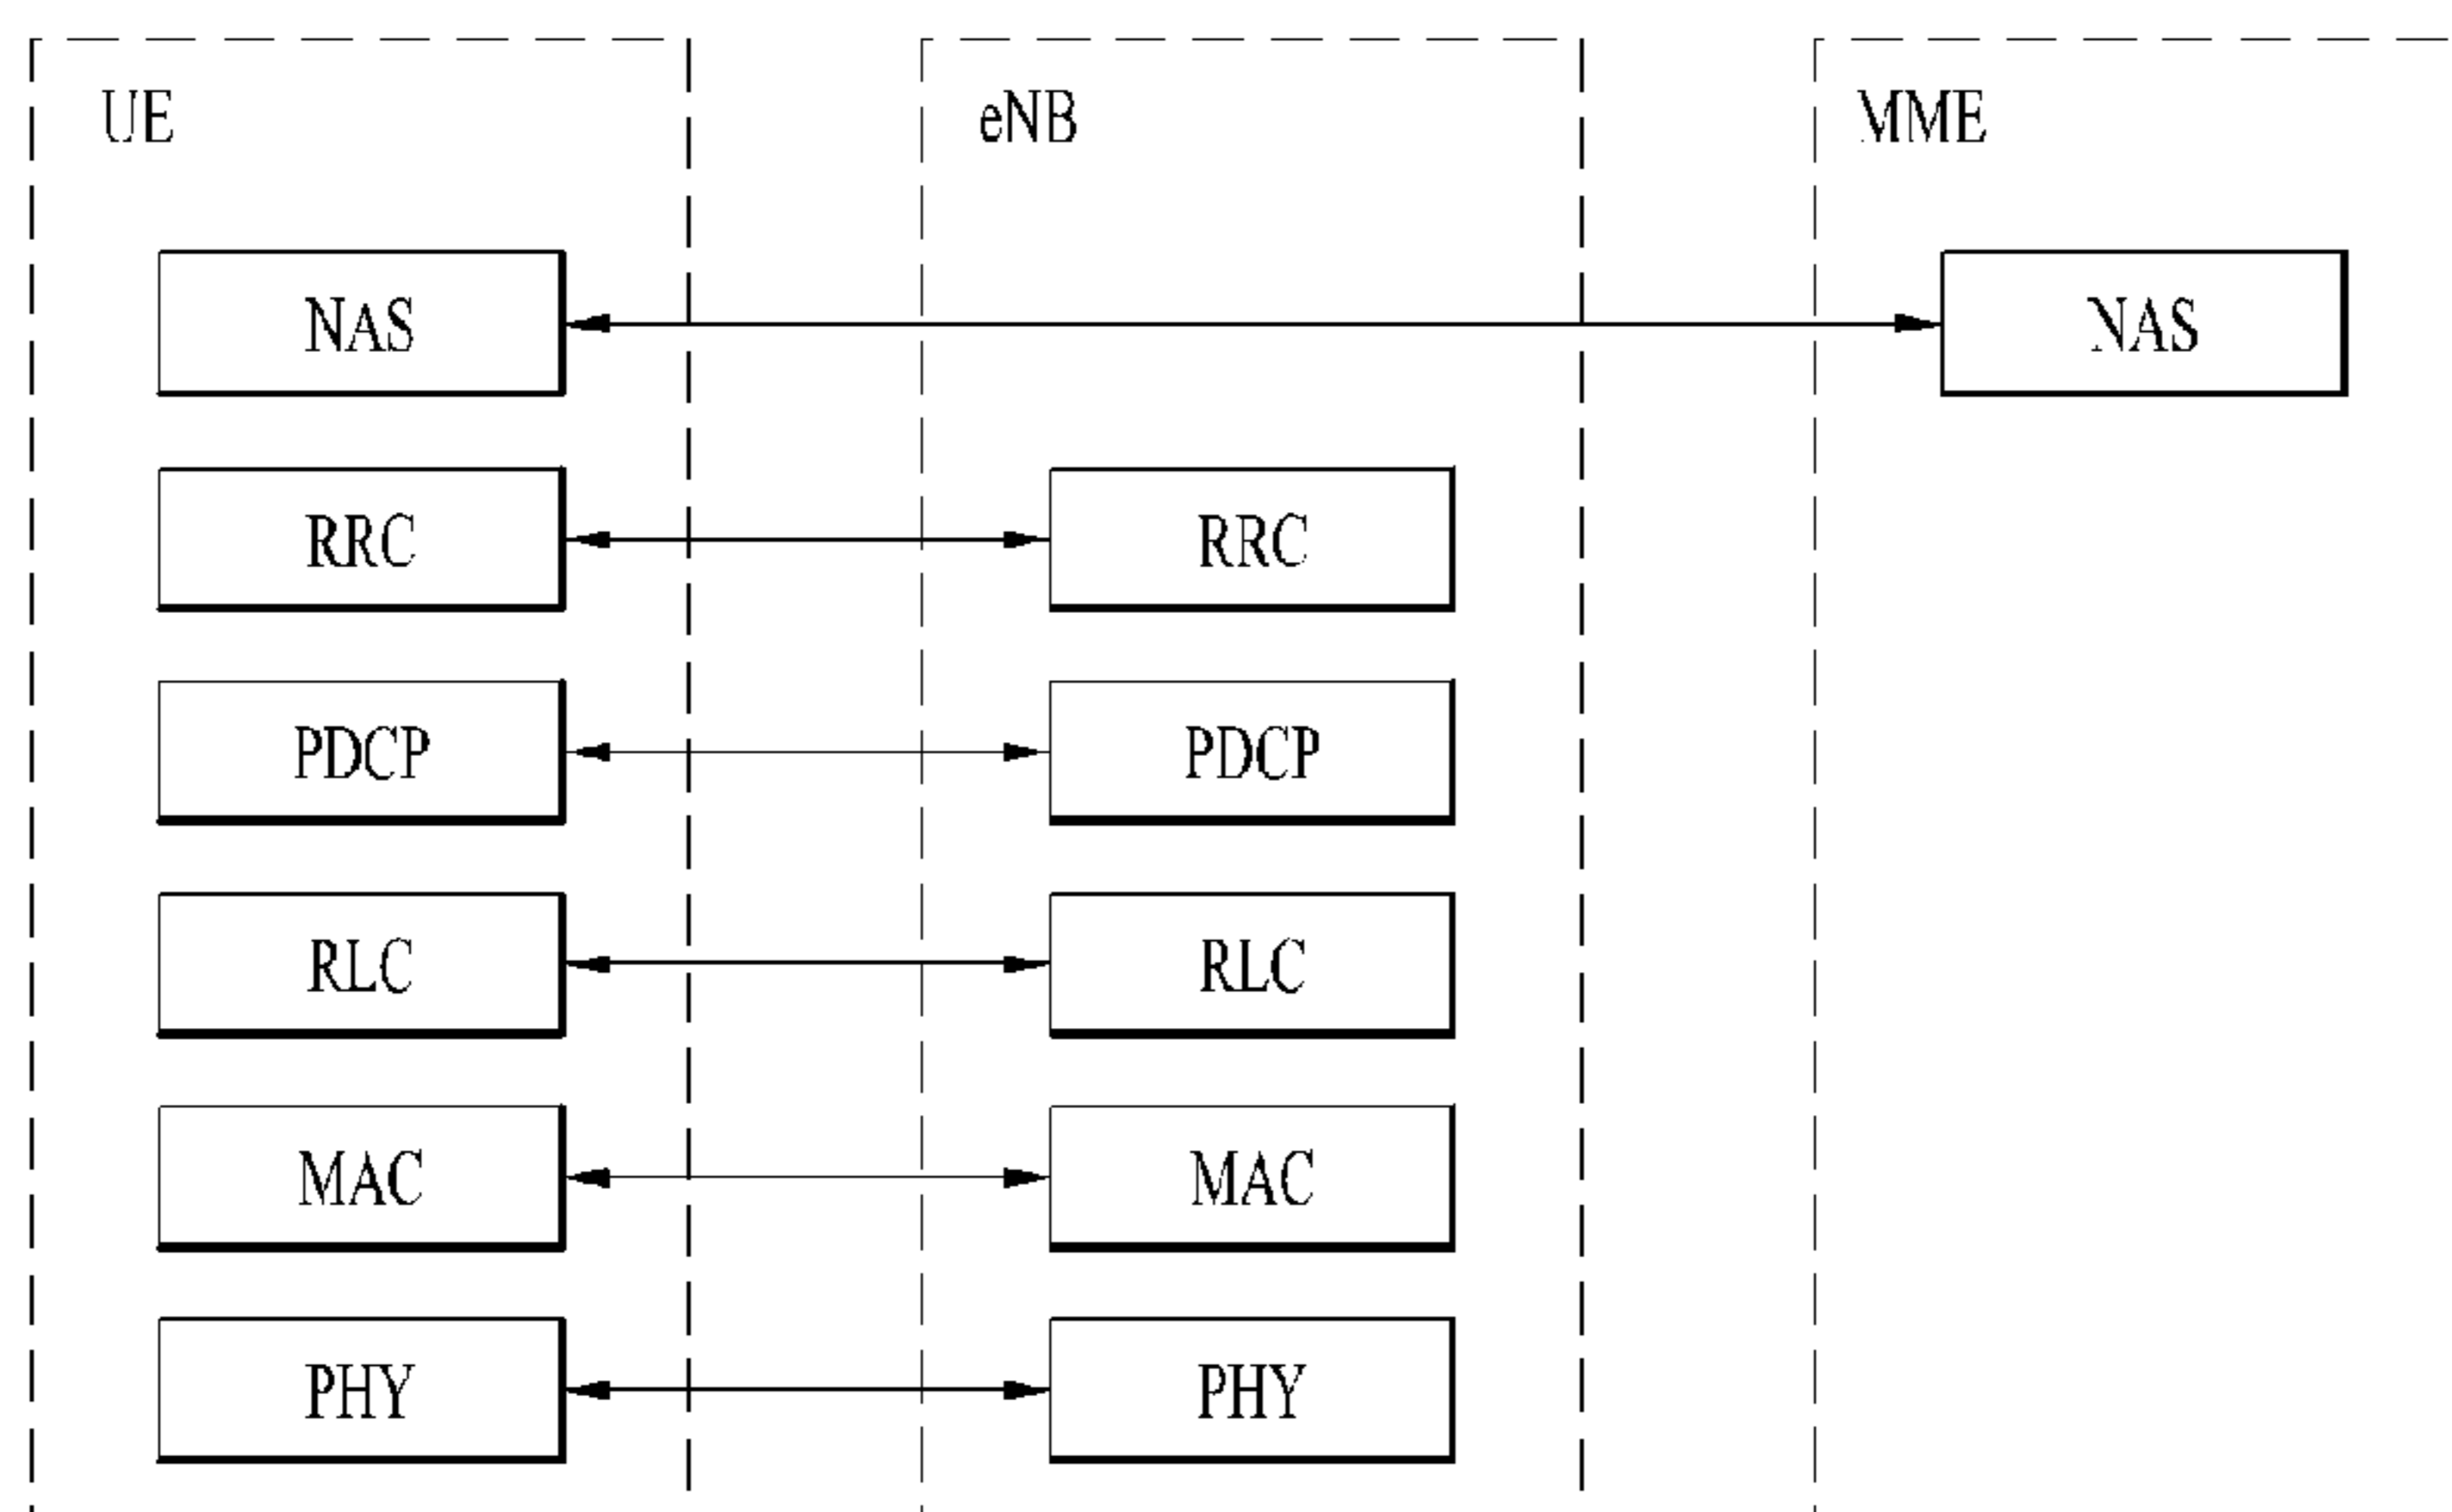 UE eNB MME
NAS NAS
RRC RRC
PDCP PDCP
RLC RLC
MAC MAC
PHY PHY